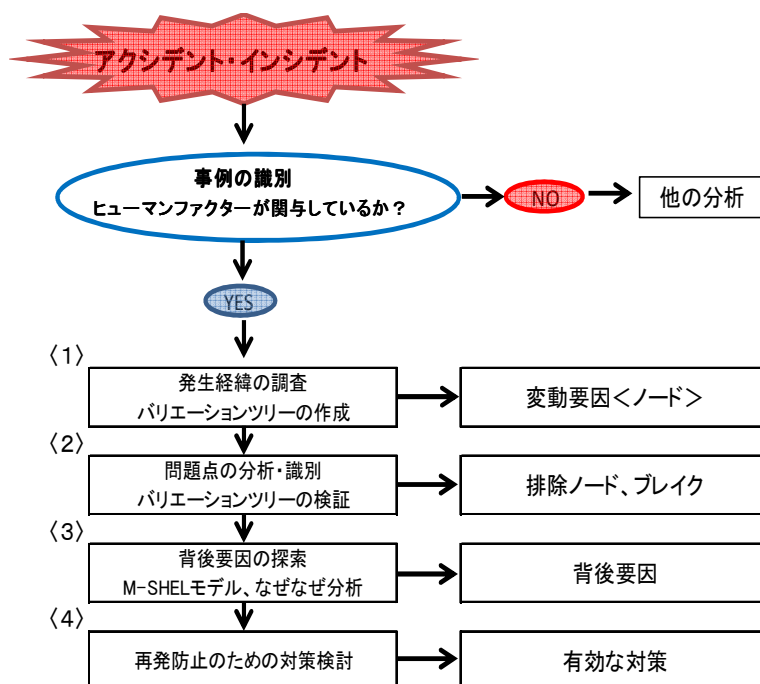 アクシデント・インシデント
事例の識別
ヒューマンファクターが関与しているか？
NO
他の分析
YES
〈1〉
発生経緯の調査
バリエーションツリーの作成
変動要因＜ノード＞
〈2〉
問題点の分析・識別
バリエーションツリーの検証
排除ノード、ブレイク
〈3〉
背後要因の探索
M-SHELモデル、なぜなぜ分析
背後要因
〈4〉
再発防止のための対策検討
有効な対策